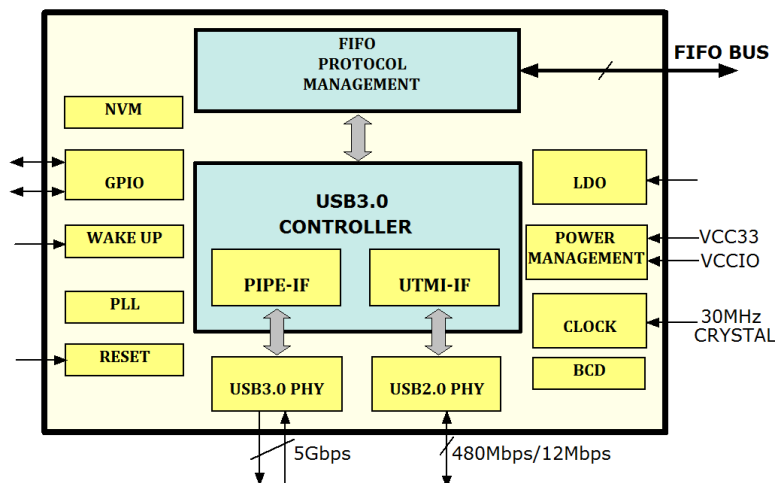 FIFO
PROTOCOL
MANAGEMENT
FIFO BUS
NVM
GPIO
WAKE UP
PLL
RESET
USB3.0
CONTROLLER
PIPE-IF
UTMI-IF
LDO
POWER
MANAGEMENT
VCC33
VCCIO
CLOCK
30MHz
CRYSTAL
BCD
USB3.0 PHY
USB2.0 PHY
5Gbps
480Mbps/12Mbps